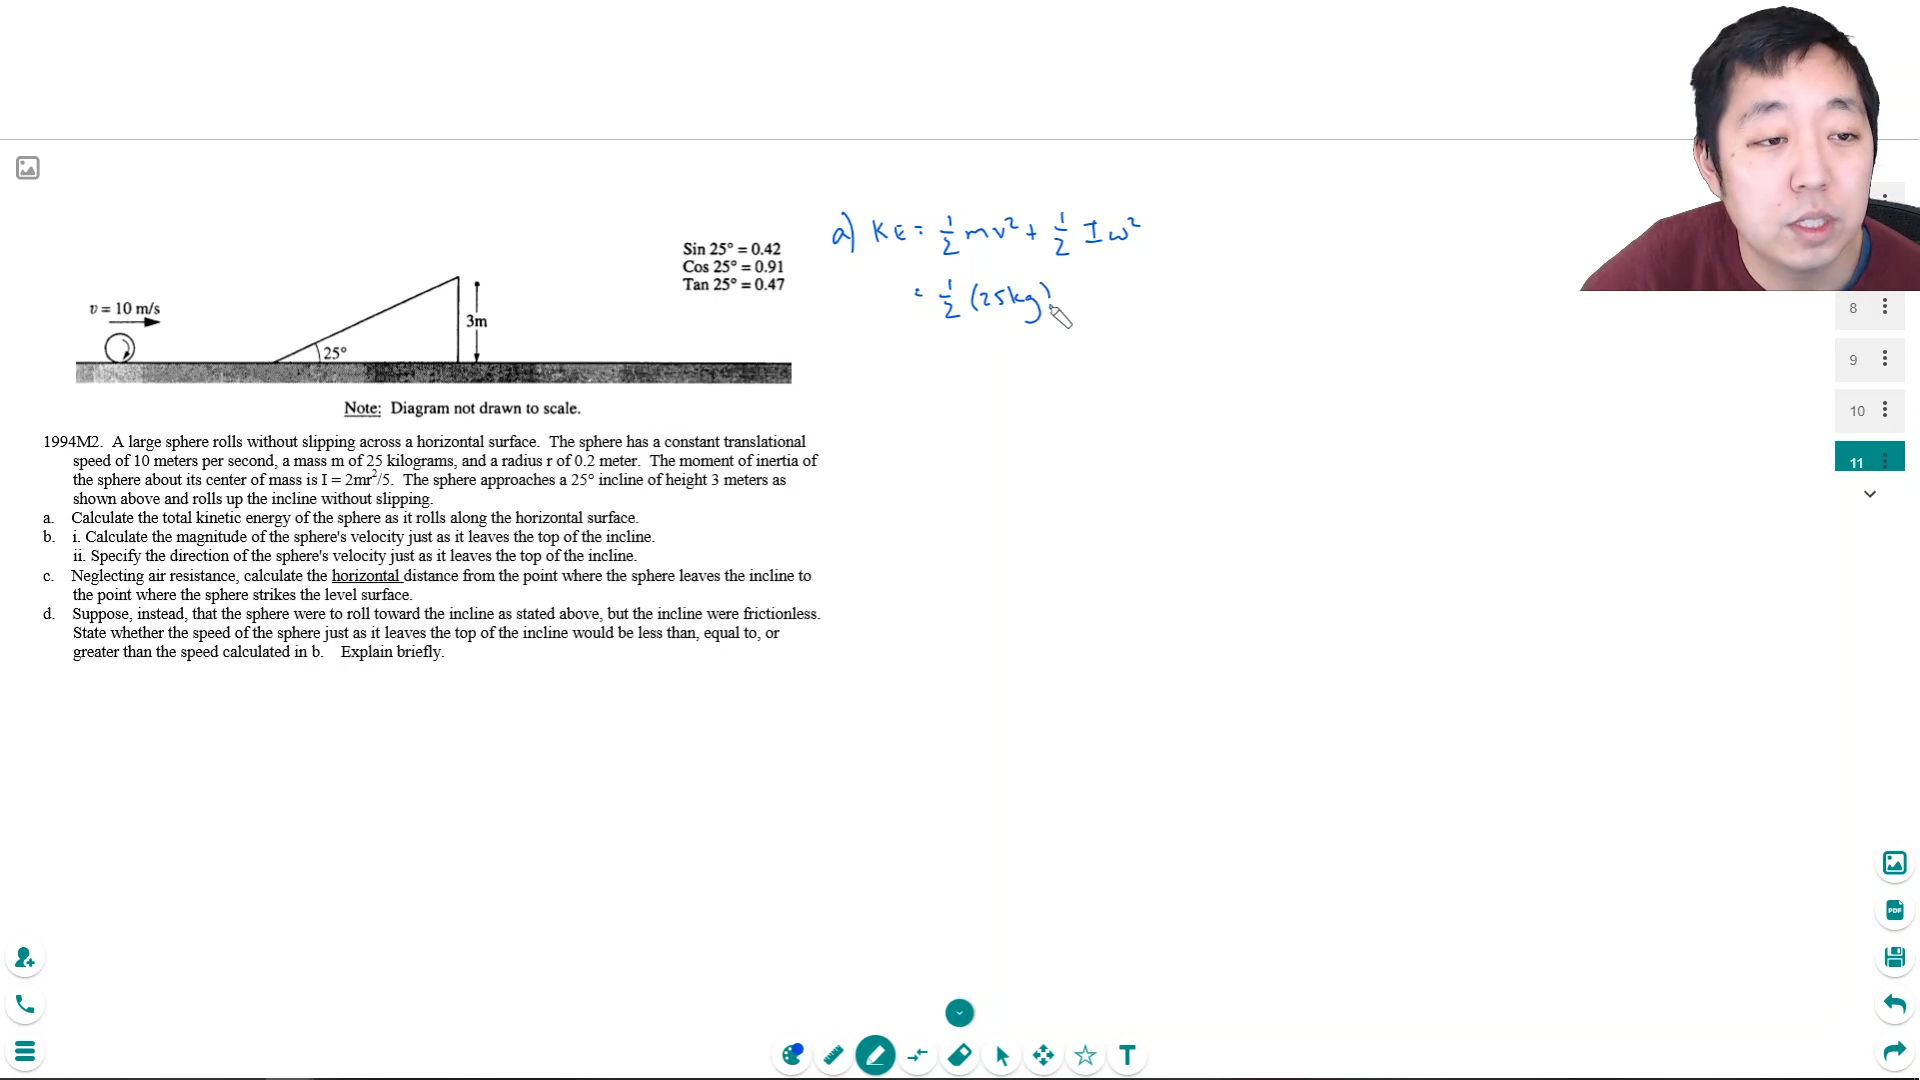 Sin 25° = 0.42
Cos 25° = 0.91
Tan 25° = 0.47
v = 10 m/s
3m
25°
Note: Diagram not drawn to scale.
1994M2. A large sphere rolls without slipping across a horizontal surface. The sphere has a constant translational
speed of 10 meters per second, a mass m of 25 kilograms, and a radius r of 0.2 meter. The moment of inertia of
the sphere about its center of mass is I = 2mr²/5. The sphere approaches a 25° incline of height 3 meters as
shown above and rolls up the incline without slipping.
a. Calculate the total kinetic energy of the sphere as it rolls along the horizontal surface.
b. i. Calculate the magnitude of the sphere's velocity just as it leaves the top of the incline.
ii. Specify the direction of the sphere's velocity just as it leaves the top of the incline.
c. Neglecting air resistance, calculate the horizontal distance from the point where the sphere leaves the incline to
the point where the sphere strikes the level surface.
d. Suppose, instead, that the sphere were to roll toward the incline as stated above, but the incline were frictionless.
State whether the speed of the sphere just as it leaves the top of the incline would be less than, equal to, or
greater than the speed calculated in b. Explain briefly.
a) KE = 1/2 mv² + 1/2 Iω²
= 1/2 (25kg)
8
9
10
11
PDF
T